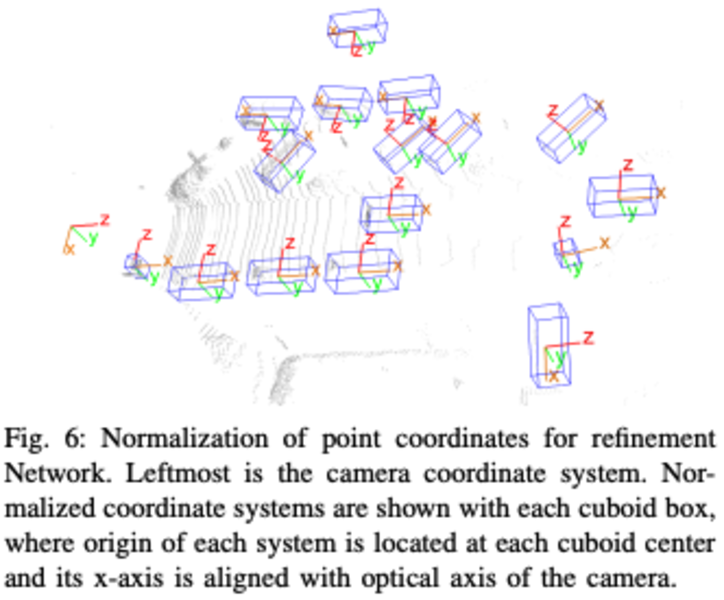 z
z
x
y
x
y
z
z
x
z
z
x
x
x
z
x
x
y
y
y
z
z
z
z
y
y
z
x
y
y
z
x
z
x
y
y
z
x
y
z
x
z
x
z
x
z
x
y
y
y
y
z
x
y
z
y
x
Fig. 6: Normalization of point coordinates for refinement
Network. Leftmost is the camera coordinate system. Nor-
malized coordinate systems are shown with each cuboid box,
where origin of each system is located at each cuboid center
and its x-axis is aligned with optical axis of the camera.